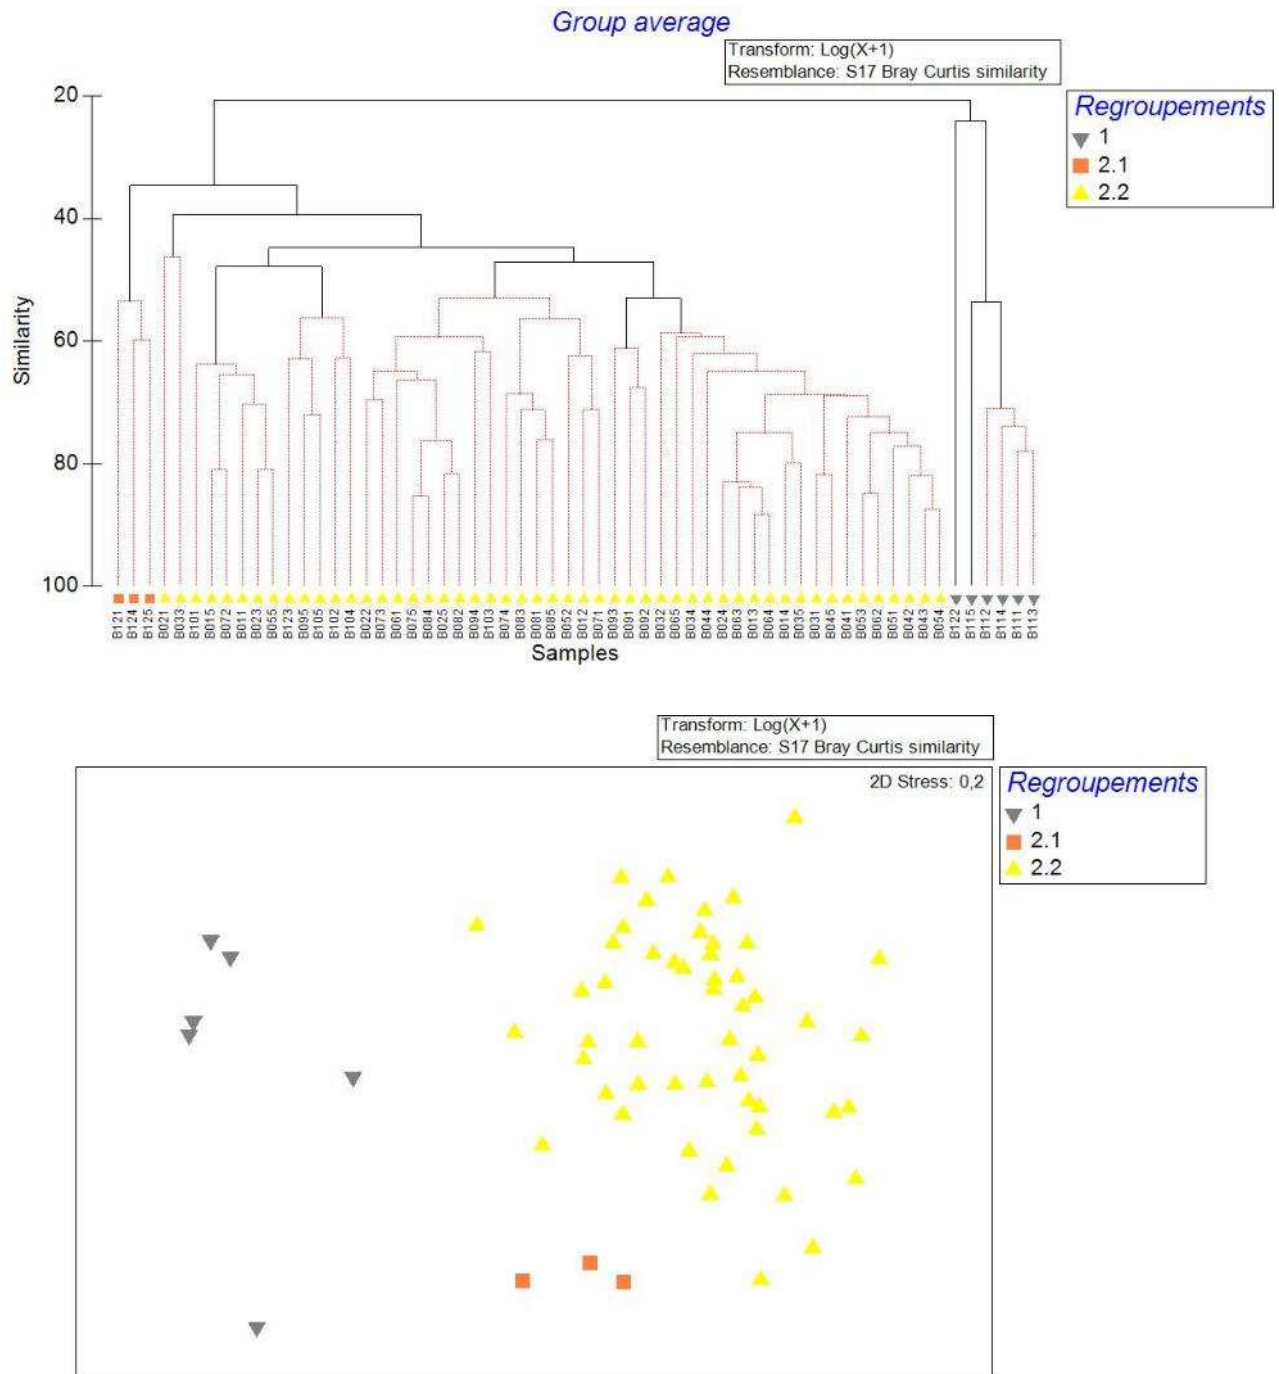 Group average
Transform: Log(X+1)
Resemblance: S17 Bray Curtis similarity
Regroupements
1
2.1
2.2
20
40
60
80
100
Similarity
B121 B124 B125 B021 B033 B101 B015 B072 B011 B023 B055 B123 B095 B105 B102 B104 B022 B073 B061 B075 B084 B025 B082 B094 B103 B074 B083 B081 B085 B052 B012 B071 B093 B091 B092 B032 B065 B034 B044 B024 B063 B013 B064 B014 B035 B031 B045 B041 B053 B062 B051 B042 B043 B054 B122 B115 B112 B114 B111 B113
Samples
Transform: Log(X+1)
Resemblance: S17 Bray Curtis similarity
2D Stress: 0,2
Regroupements
1
2.1
2.2